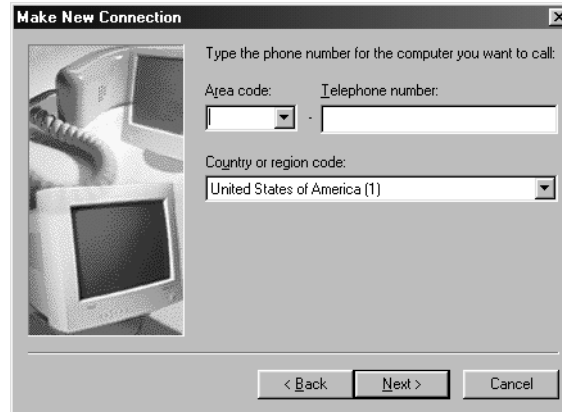 Make New Connection
Type the phone number for the computer you want to call:
Area code: Telephone number:
-
Country or region code:
United States of America (1)
< Back Next > Cancel